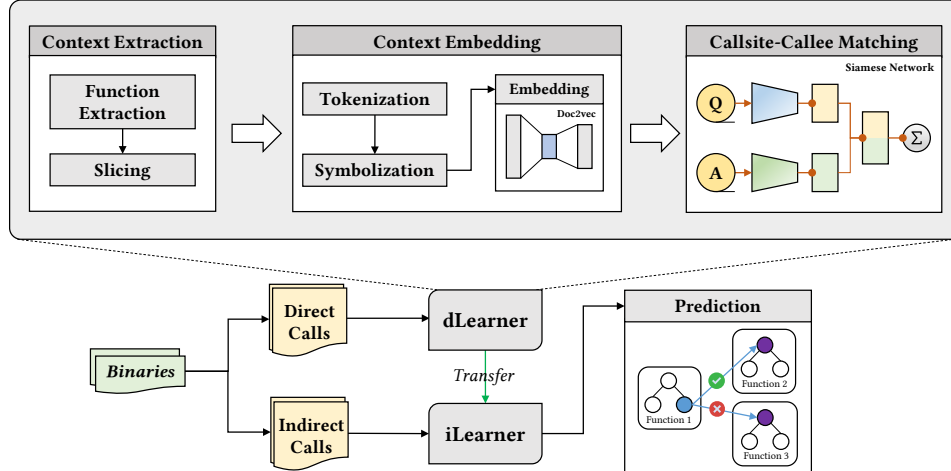 Context Extraction
Function
Extraction
Slicing
Context Embedding
Tokenization
Symbolization
Embedding
Doc2vec
Callsite-Callee Matching
Siamese Network
Q
A
Σ
Binaries
Direct
Calls
Indirect
Calls
dLearner
Transfer
iLearner
Prediction
Function 1
Function 2
Function 3